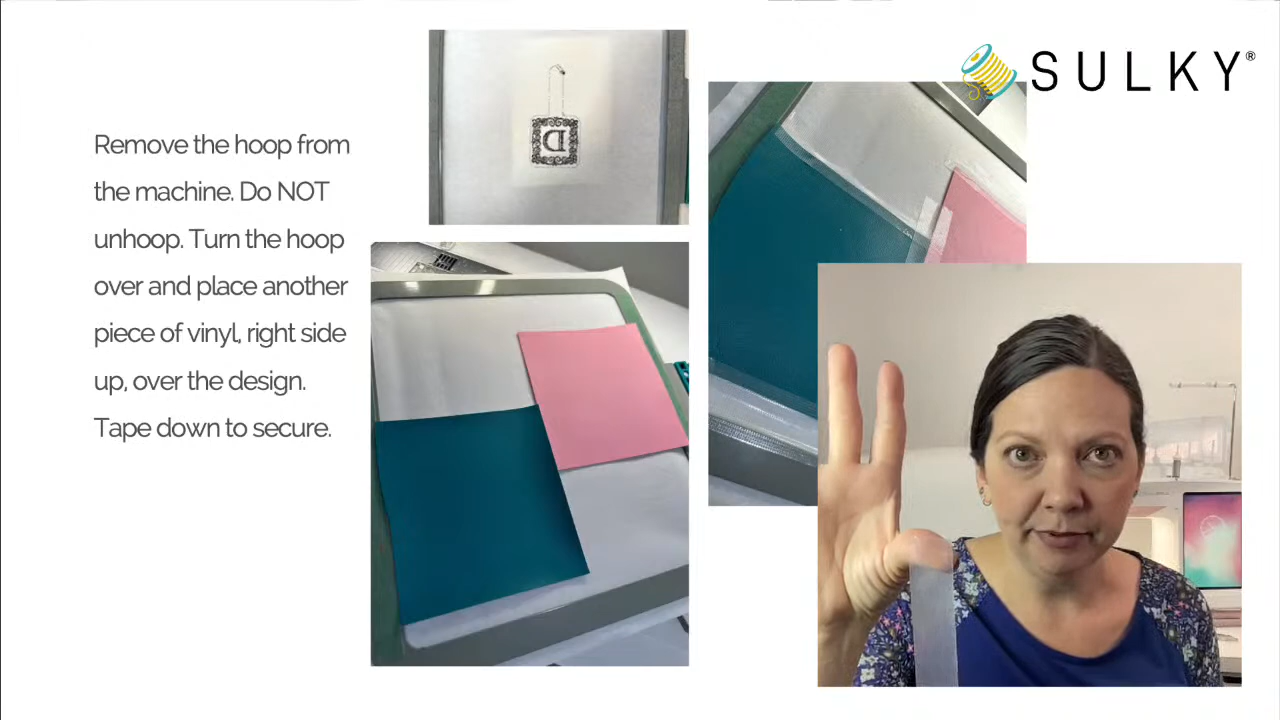 SULKY®
Remove the hoop from
the machine. Do NOT
unhoop. Turn the hoop
over and place another
piece of vinyl, right side
up, over the design.
Tape down to secure.
D